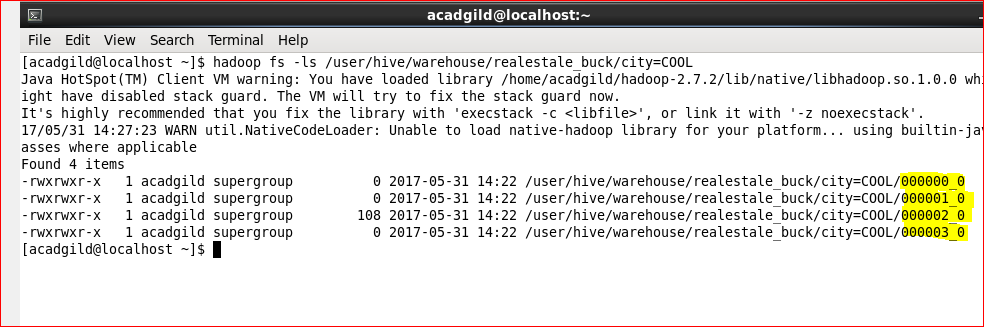 acadgild@localhost:~
File Edit View Search Terminal Help
[acadgild@localhost ~]$ hadoop fs -ls /user/hive/warehouse/realestale_buck/city=COOL
Java HotSpot(TM) Client VM warning: You have loaded library /home/acadgild/hadoop-2.7.2/lib/native/libhadoop.so.1.0.0 whi
ight have disabled stack guard. The VM will try to fix the stack guard now.
It's highly recommended that you fix the library with 'execstack -c <libfile>', or link it with '-z noexecstack'.
17/05/31 14:27:23 WARN util.NativeCodeLoader: Unable to load native-hadoop library for your platform... using builtin-jav
asses where applicable
Found 4 items
-rwxrwxr-x   1 acadgild supergroup          0 2017-05-31 14:22 /user/hive/warehouse/realestale_buck/city=COOL/000000_0
-rwxrwxr-x   1 acadgild supergroup          0 2017-05-31 14:22 /user/hive/warehouse/realestale_buck/city=COOL/000001_0
-rwxrwxr-x   1 acadgild supergroup        108 2017-05-31 14:22 /user/hive/warehouse/realestale_buck/city=COOL/000002_0
-rwxrwxr-x   1 acadgild supergroup          0 2017-05-31 14:22 /user/hive/warehouse/realestale_buck/city=COOL/000003_0
[acadgild@localhost ~]$